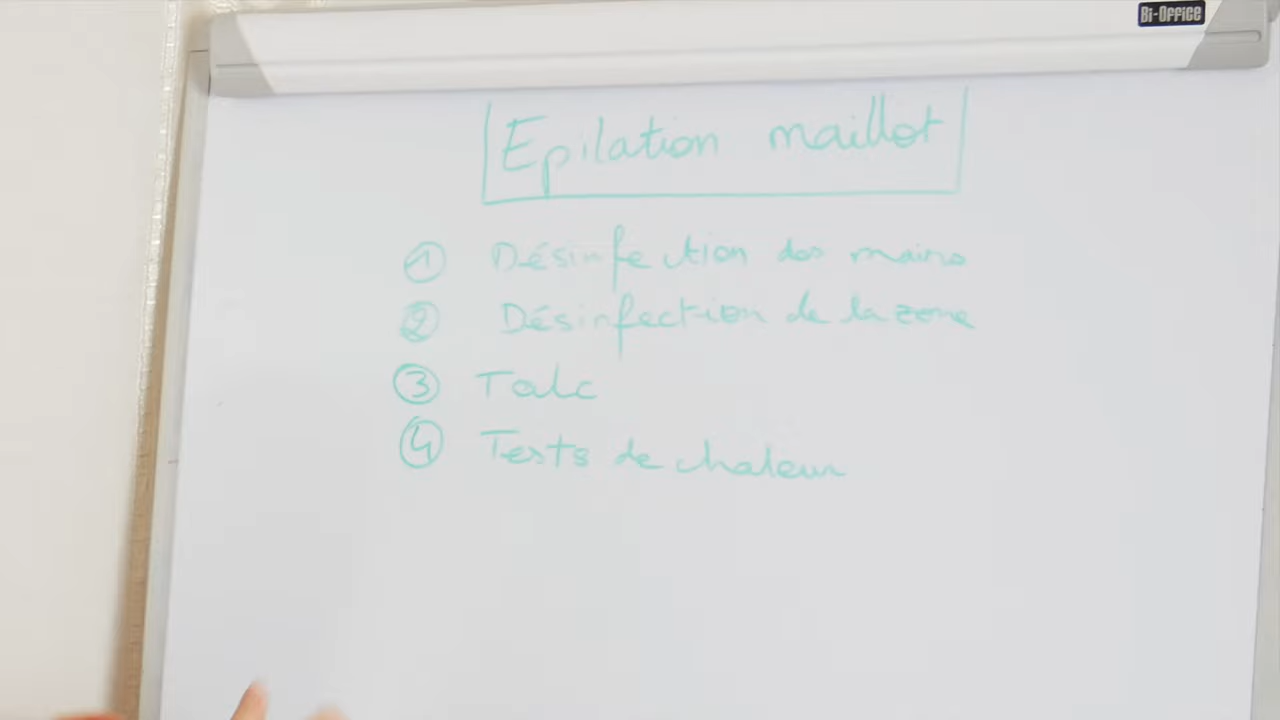 Bi-Office
Epilation maillot
1 Désinfection des mains
2 Désinfection de la zone
3 Talc
4 Tests de chaleur